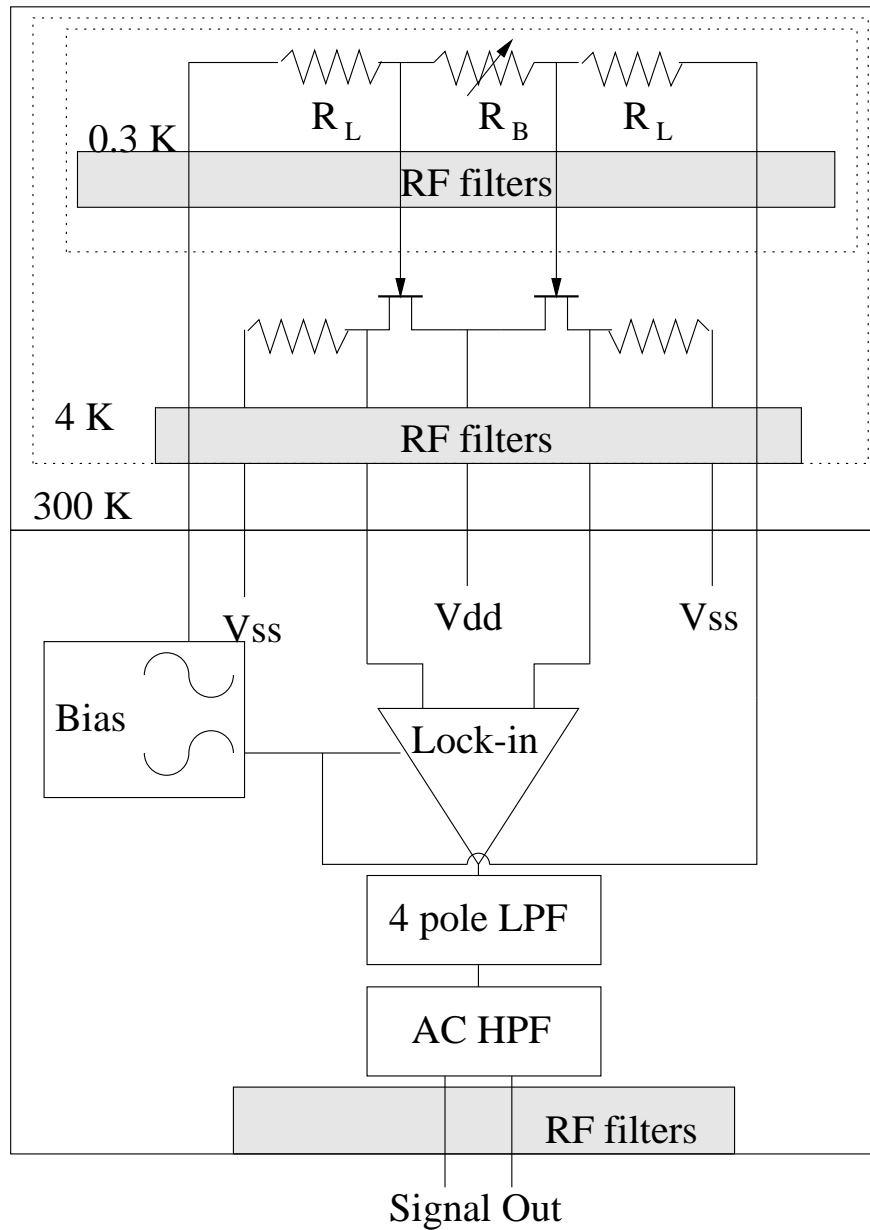 R L
R B
R L
0.3 K
RF filters
4 K
RF filters
300 K
Vss
Vdd
Vss
Bias
Lock-in
4 pole LPF
AC HPF
RF filters
Signal Out